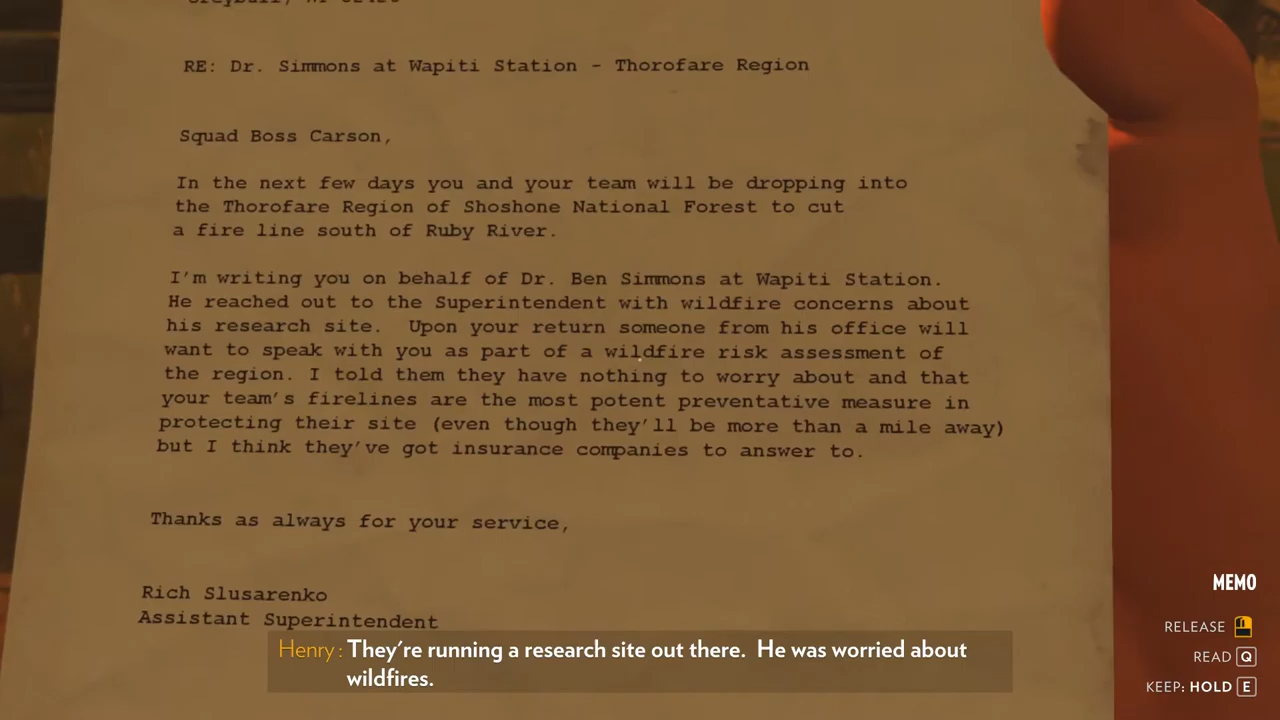 RE: Dr. Simmons at Wapiti Station - Thorofare Region
Squad Boss Carson,
In the next few days you and your team will be dropping into
the Thorofare Region of Shoshone National Forest to cut
a fire line south of Ruby River.
I'm writing you on behalf of Dr. Ben Simmons at Wapiti Station.
He reached out to the Superintendent with wildfire concerns about
his research site. Upon your return someone from his office will
want to speak with you as part of a wildfire risk assessment of
the region. I told them they have nothing to worry about and that
your team's firelines are the most potent preventative measure in
protecting their site (even though they'll be more than a mile away)
but I think they've got insurance companies to answer to.
Thanks as always for your service,
Rich Slusarenko
Assistant Superintendent
Henry: They're running a research site out there. He was worried about
wildfires.
MEMO
RELEASE
READ Q
KEEP: HOLD E